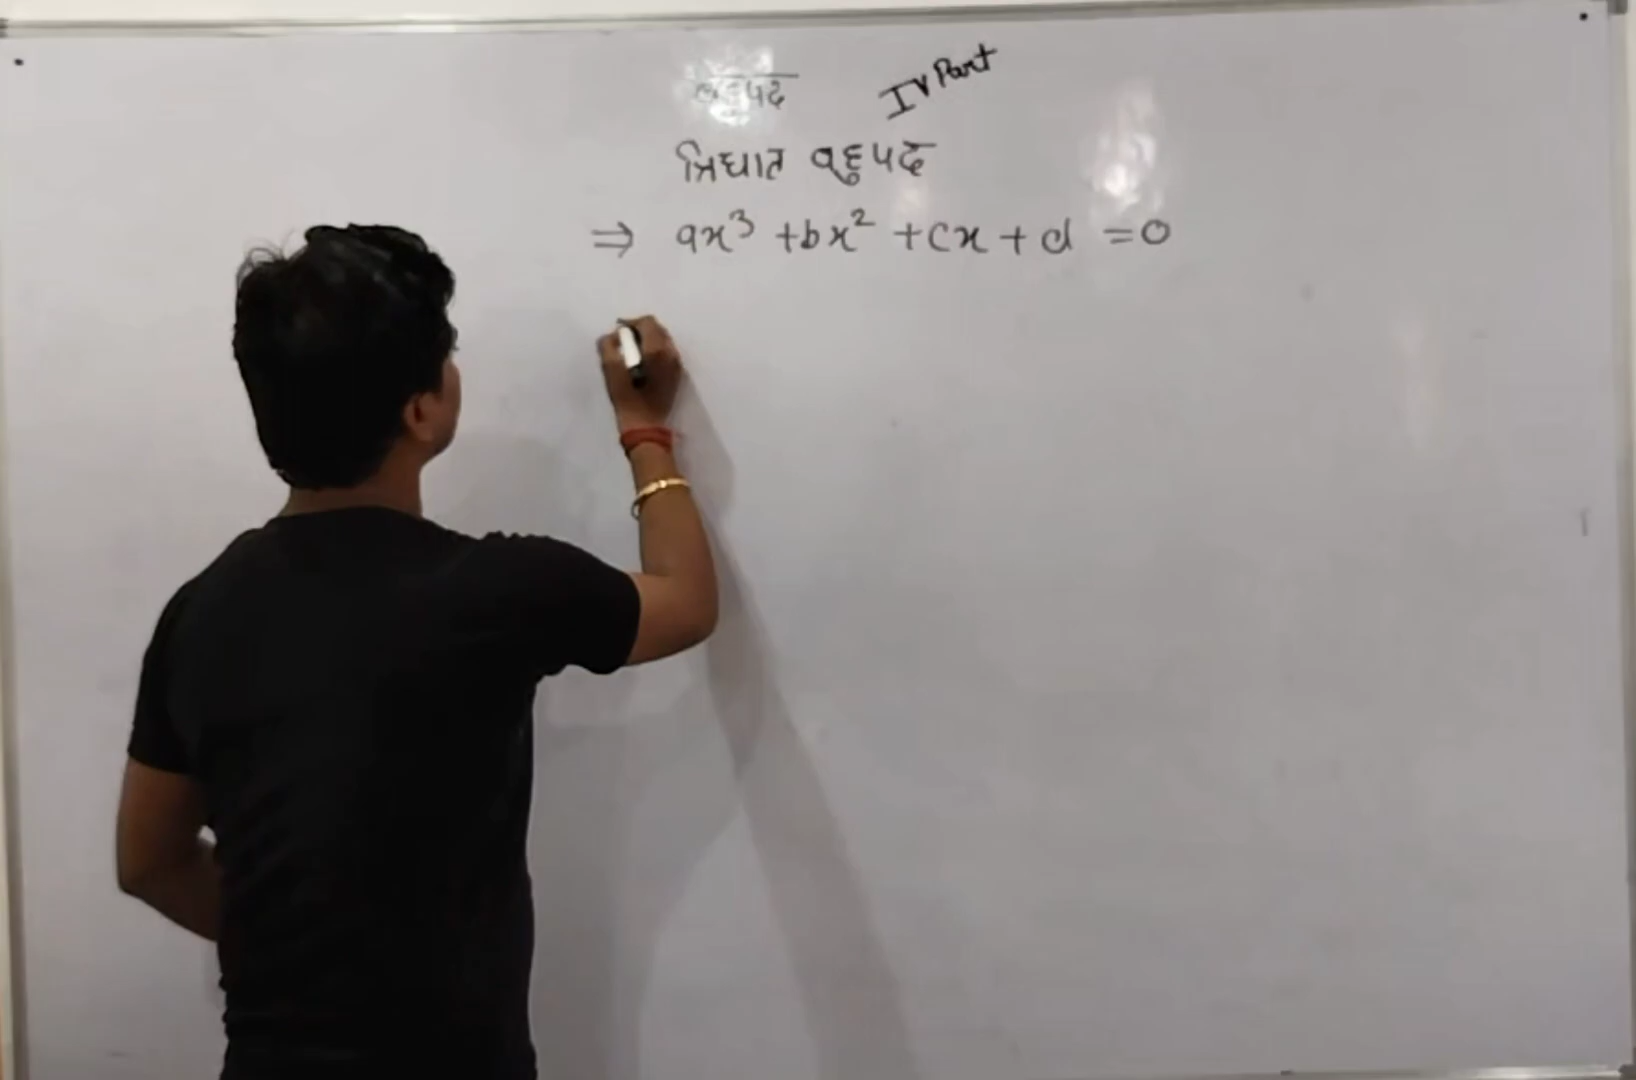 बहुपद IV Part
त्रिघात बहुपद
⇒ ax³ + bx² + cx + d = 0